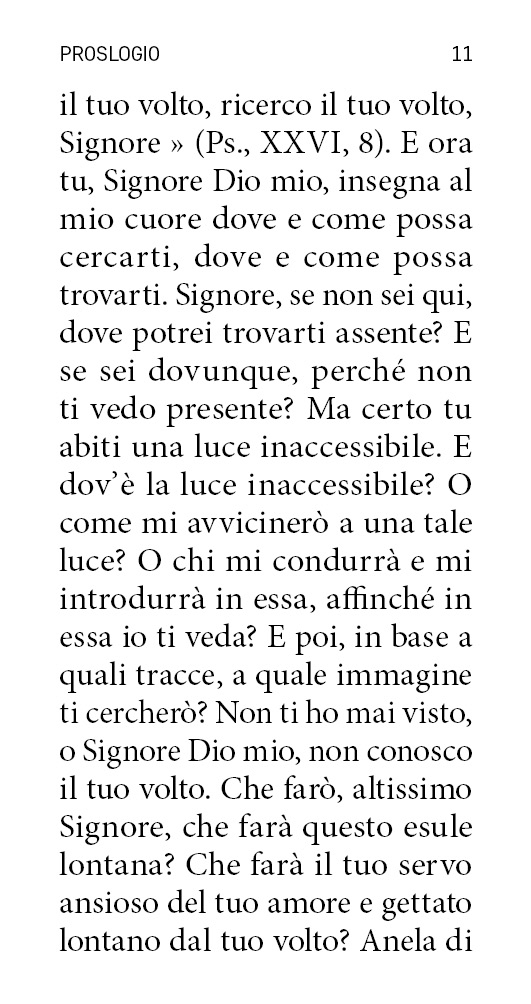 PROSLOGIO 11
il tuo volto, ricerco il tuo volto,
Signore » (Ps., XXVI, 8). E ora
tu, Signore Dio mio, insegna al
mio cuore dove e come possa
cercarti, dove e come possa
trovarti. Signore, se non sei qui,
dove potrei trovarti assente? E
se sei dovunque, perché non
ti vedo presente? Ma certo tu
abiti una luce inaccessibile. E
dov’è la luce inaccessibile? O
come mi avvicinerò a una tale
luce? O chi mi condurrà e mi
introdurrà in essa, affinché in
essa io ti veda? E poi, in base a
quali tracce, a quale immagine
ti cercherò? Non ti ho mai visto,
o Signore Dio mio, non conosco
il tuo volto. Che farò, altissimo
Signore, che farà questo esule
lontana? Che farà il tuo servo
ansioso del tuo amore e gettato
lontano dal tuo volto? Anela di